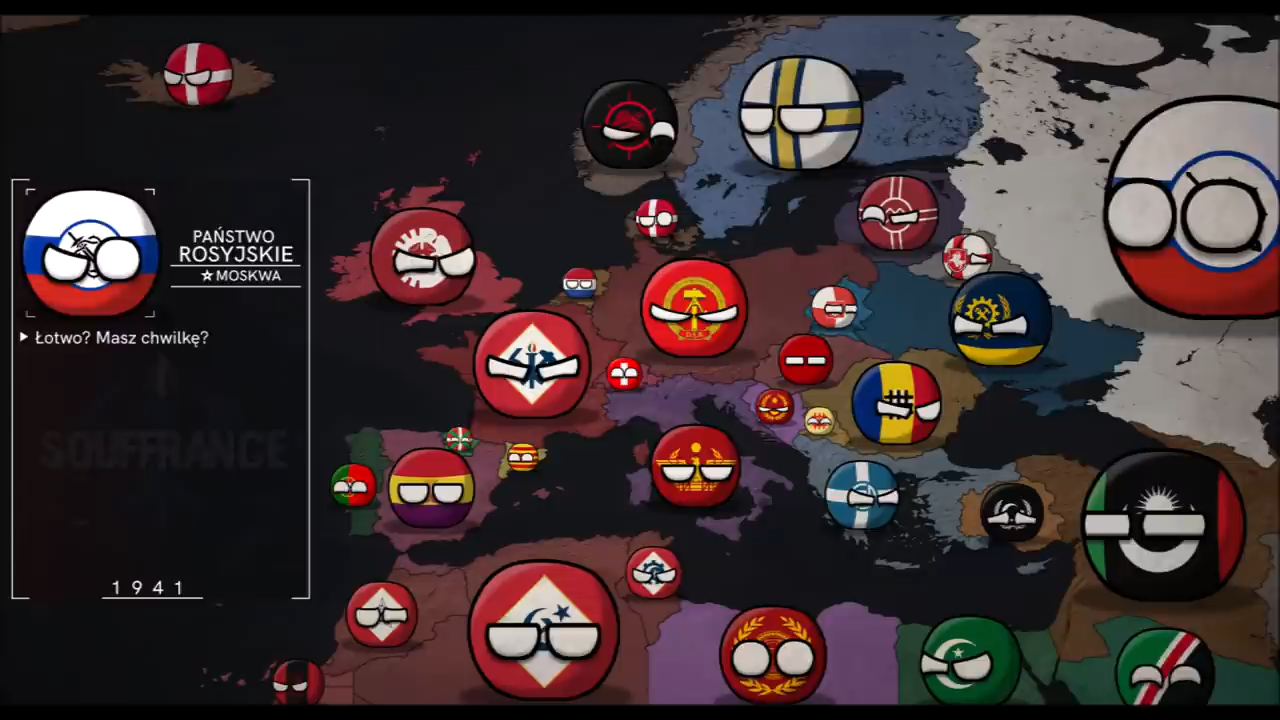 PAŃSTWO
ROSYJSKIE
☆MOSKWA
Łotwo? Masz chwilkę?
SOUFFRANCE
1941